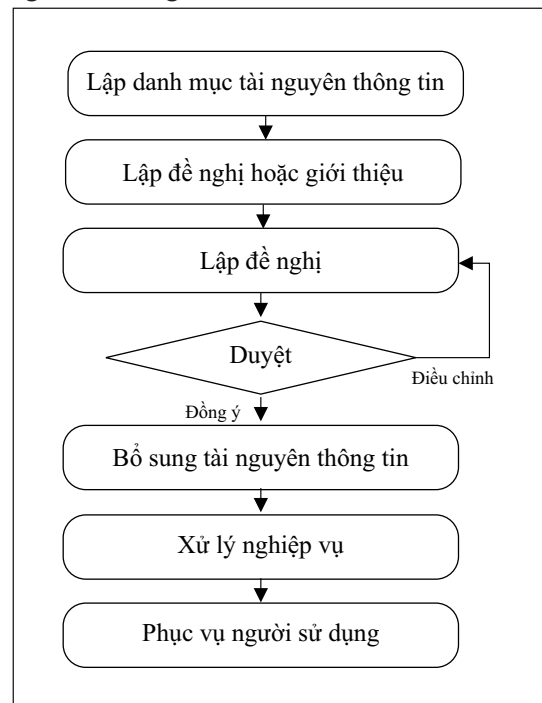 Lập danh mục tài nguyên thông tin
Lập đề nghị hoặc giới thiệu
Lập đề nghị
Duyệt
Điều chỉnh
Đồng ý
Bổ sung tài nguyên thông tin
Xử lý nghiệp vụ
Phục vụ người sử dụng